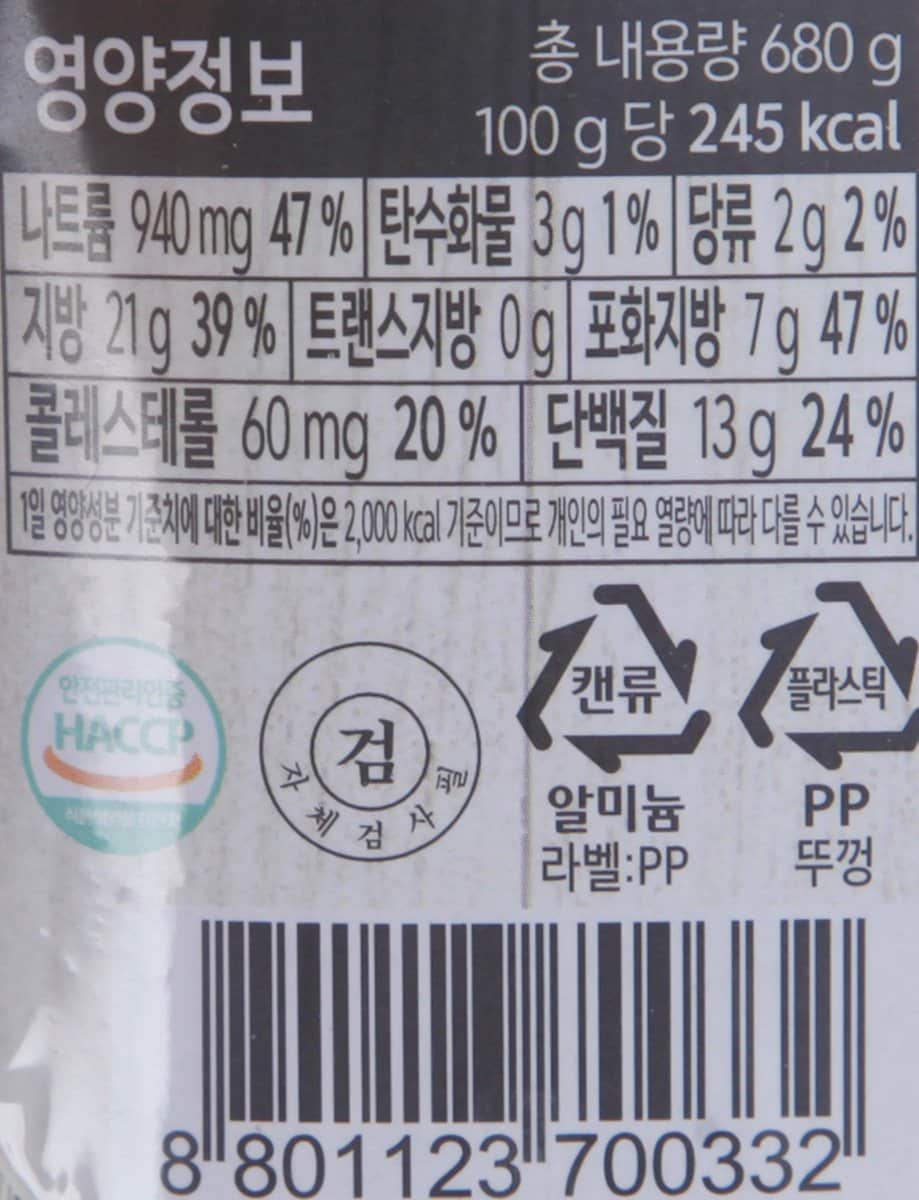 영양정보
총 내용량 680 g
100 g 당 245 kcal
나트륨 940 mg 47 % 탄수화물 3 g 1 % 당류 2 g 2 %
지방 21 g 39 % 트랜스지방 0 g 포화지방 7 g 47 %
콜레스테롤 60 mg 20 % 단백질 13 g 24 %
1일 영양성분 기준치에 대한 비율(%)은 2,000 kcal 기준이므로 개인의 필요 열량에 따라 다를 수 있습니다.
안전관리인증
HACCP
검
자체검사필
캔류
알미늄
라벨:PP
플라스틱
PP
뚜껑
8 801123 700332